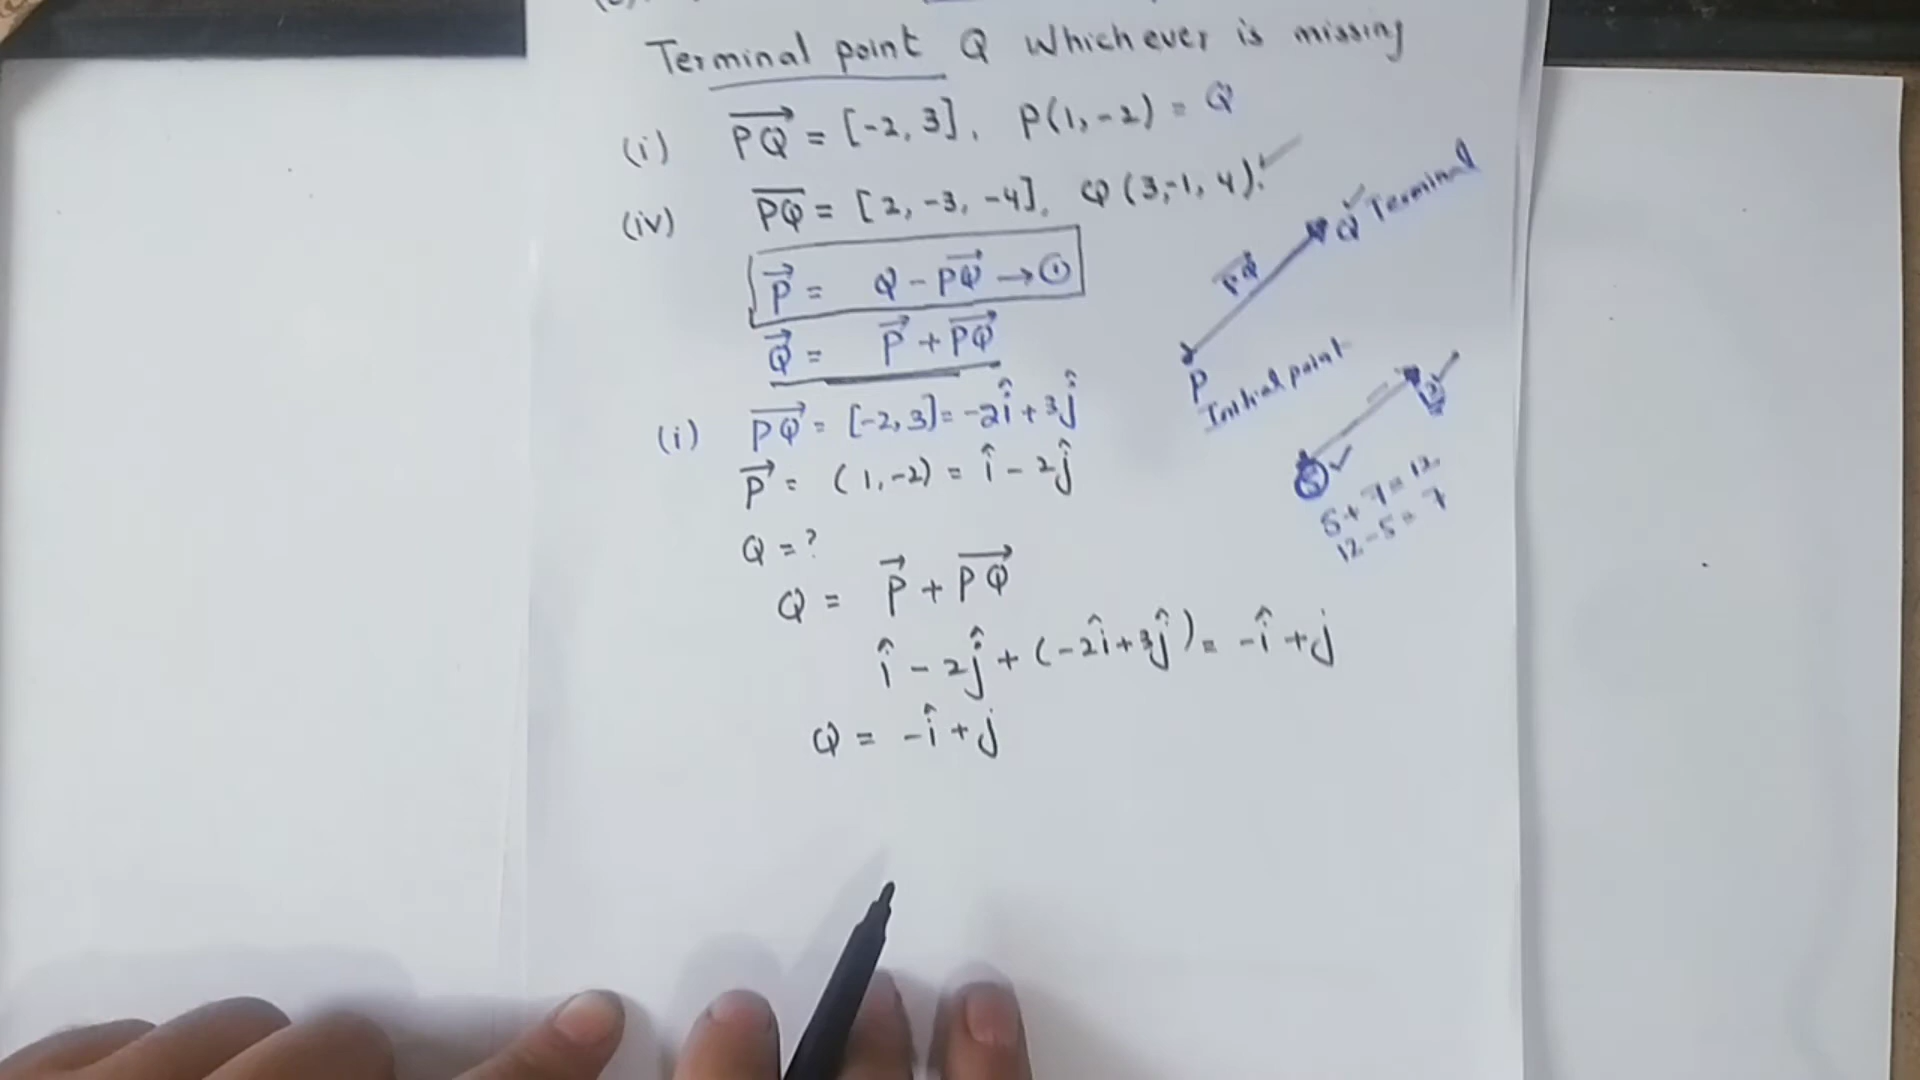 Terminal point Q Whichever is missing
(i) PQ = [-2, 3], P(1, -2) = Q
(iv) PQ = [2, -3, -4], Q(3, -1, 4).
P = Q - PQ → ①
Q = P + PQ
(i) PQ = [-2, 3] = -2î + 3ĵ
P = (1, -2) = î - 2ĵ
Q = ?
Q = P + PQ
î - 2ĵ + (-2î + 3ĵ) = -î + j
Q = -î + j
Q Terminal
PQ
P
Initial point
5 + 7 = 12
12 - 5 = 7